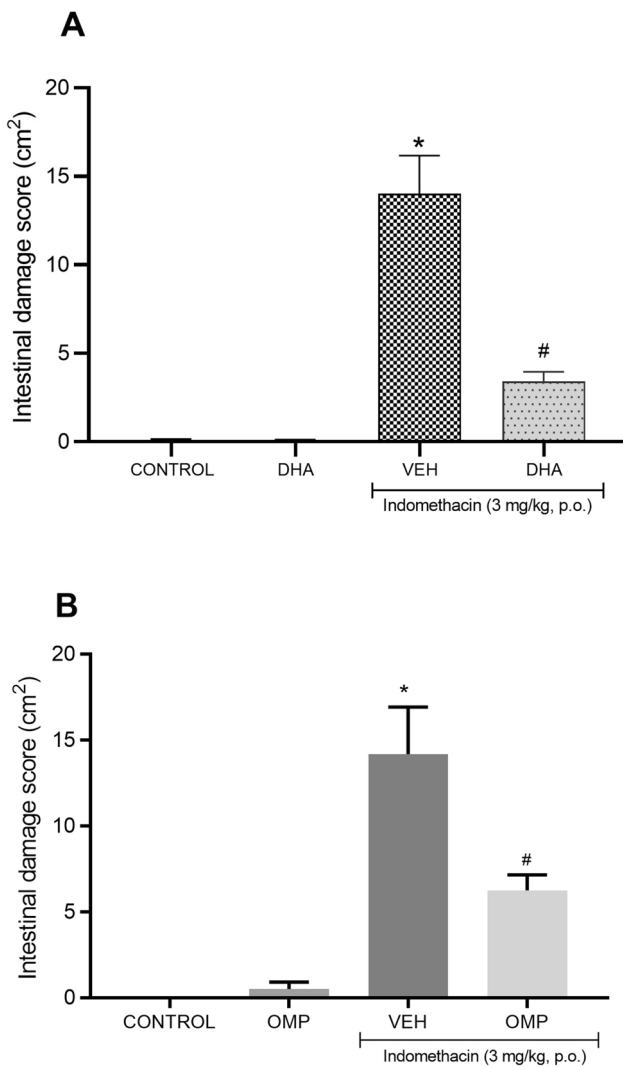 A
Intestinal damage score (cm²)
20
15
10
5
0
*
#
CONTROL DHA VEH DHA
Indomethacin (3 mg/kg, p.o.)
B
Intestinal damage score (cm²)
20
15
10
5
0
*
#
CONTROL OMP VEH OMP
Indomethacin (3 mg/kg, p.o.)